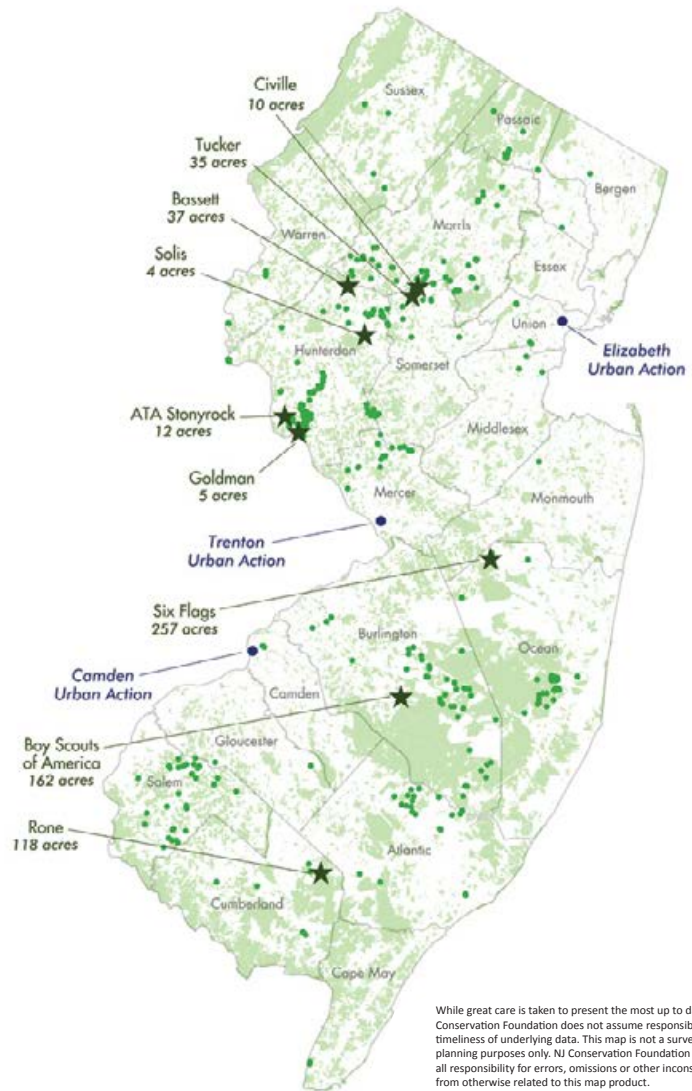 Civille
10 acres
Tucker
35 acres
Bassett
37 acres
Solis
4 acres
ATA Stonyrock
12 acres
Goldman
5 acres
Trenton
Urban Action
Six Flags
257 acres
Camden
Urban Action
Boy Scouts
of America
162 acres
Rone
118 acres
Elizabeth
Urban Action
Sussex
Passaic
Bergen
Morris
Warren
Essex
Union
Hunterdon
Somerset
Middlesex
Mercer
Monmouth
Burlington
Ocean
Camden
Gloucester
Salem
Atlantic
Cumberland
Cape May
While great care is taken to present the most up to d
Conservation Foundation does not assume responsib
timeliness of underlying data. This map is not a surve
planning purposes only. NJ Conservation Foundation
all responsibility for errors, omissions or other incons
from otherwise related to this map product.